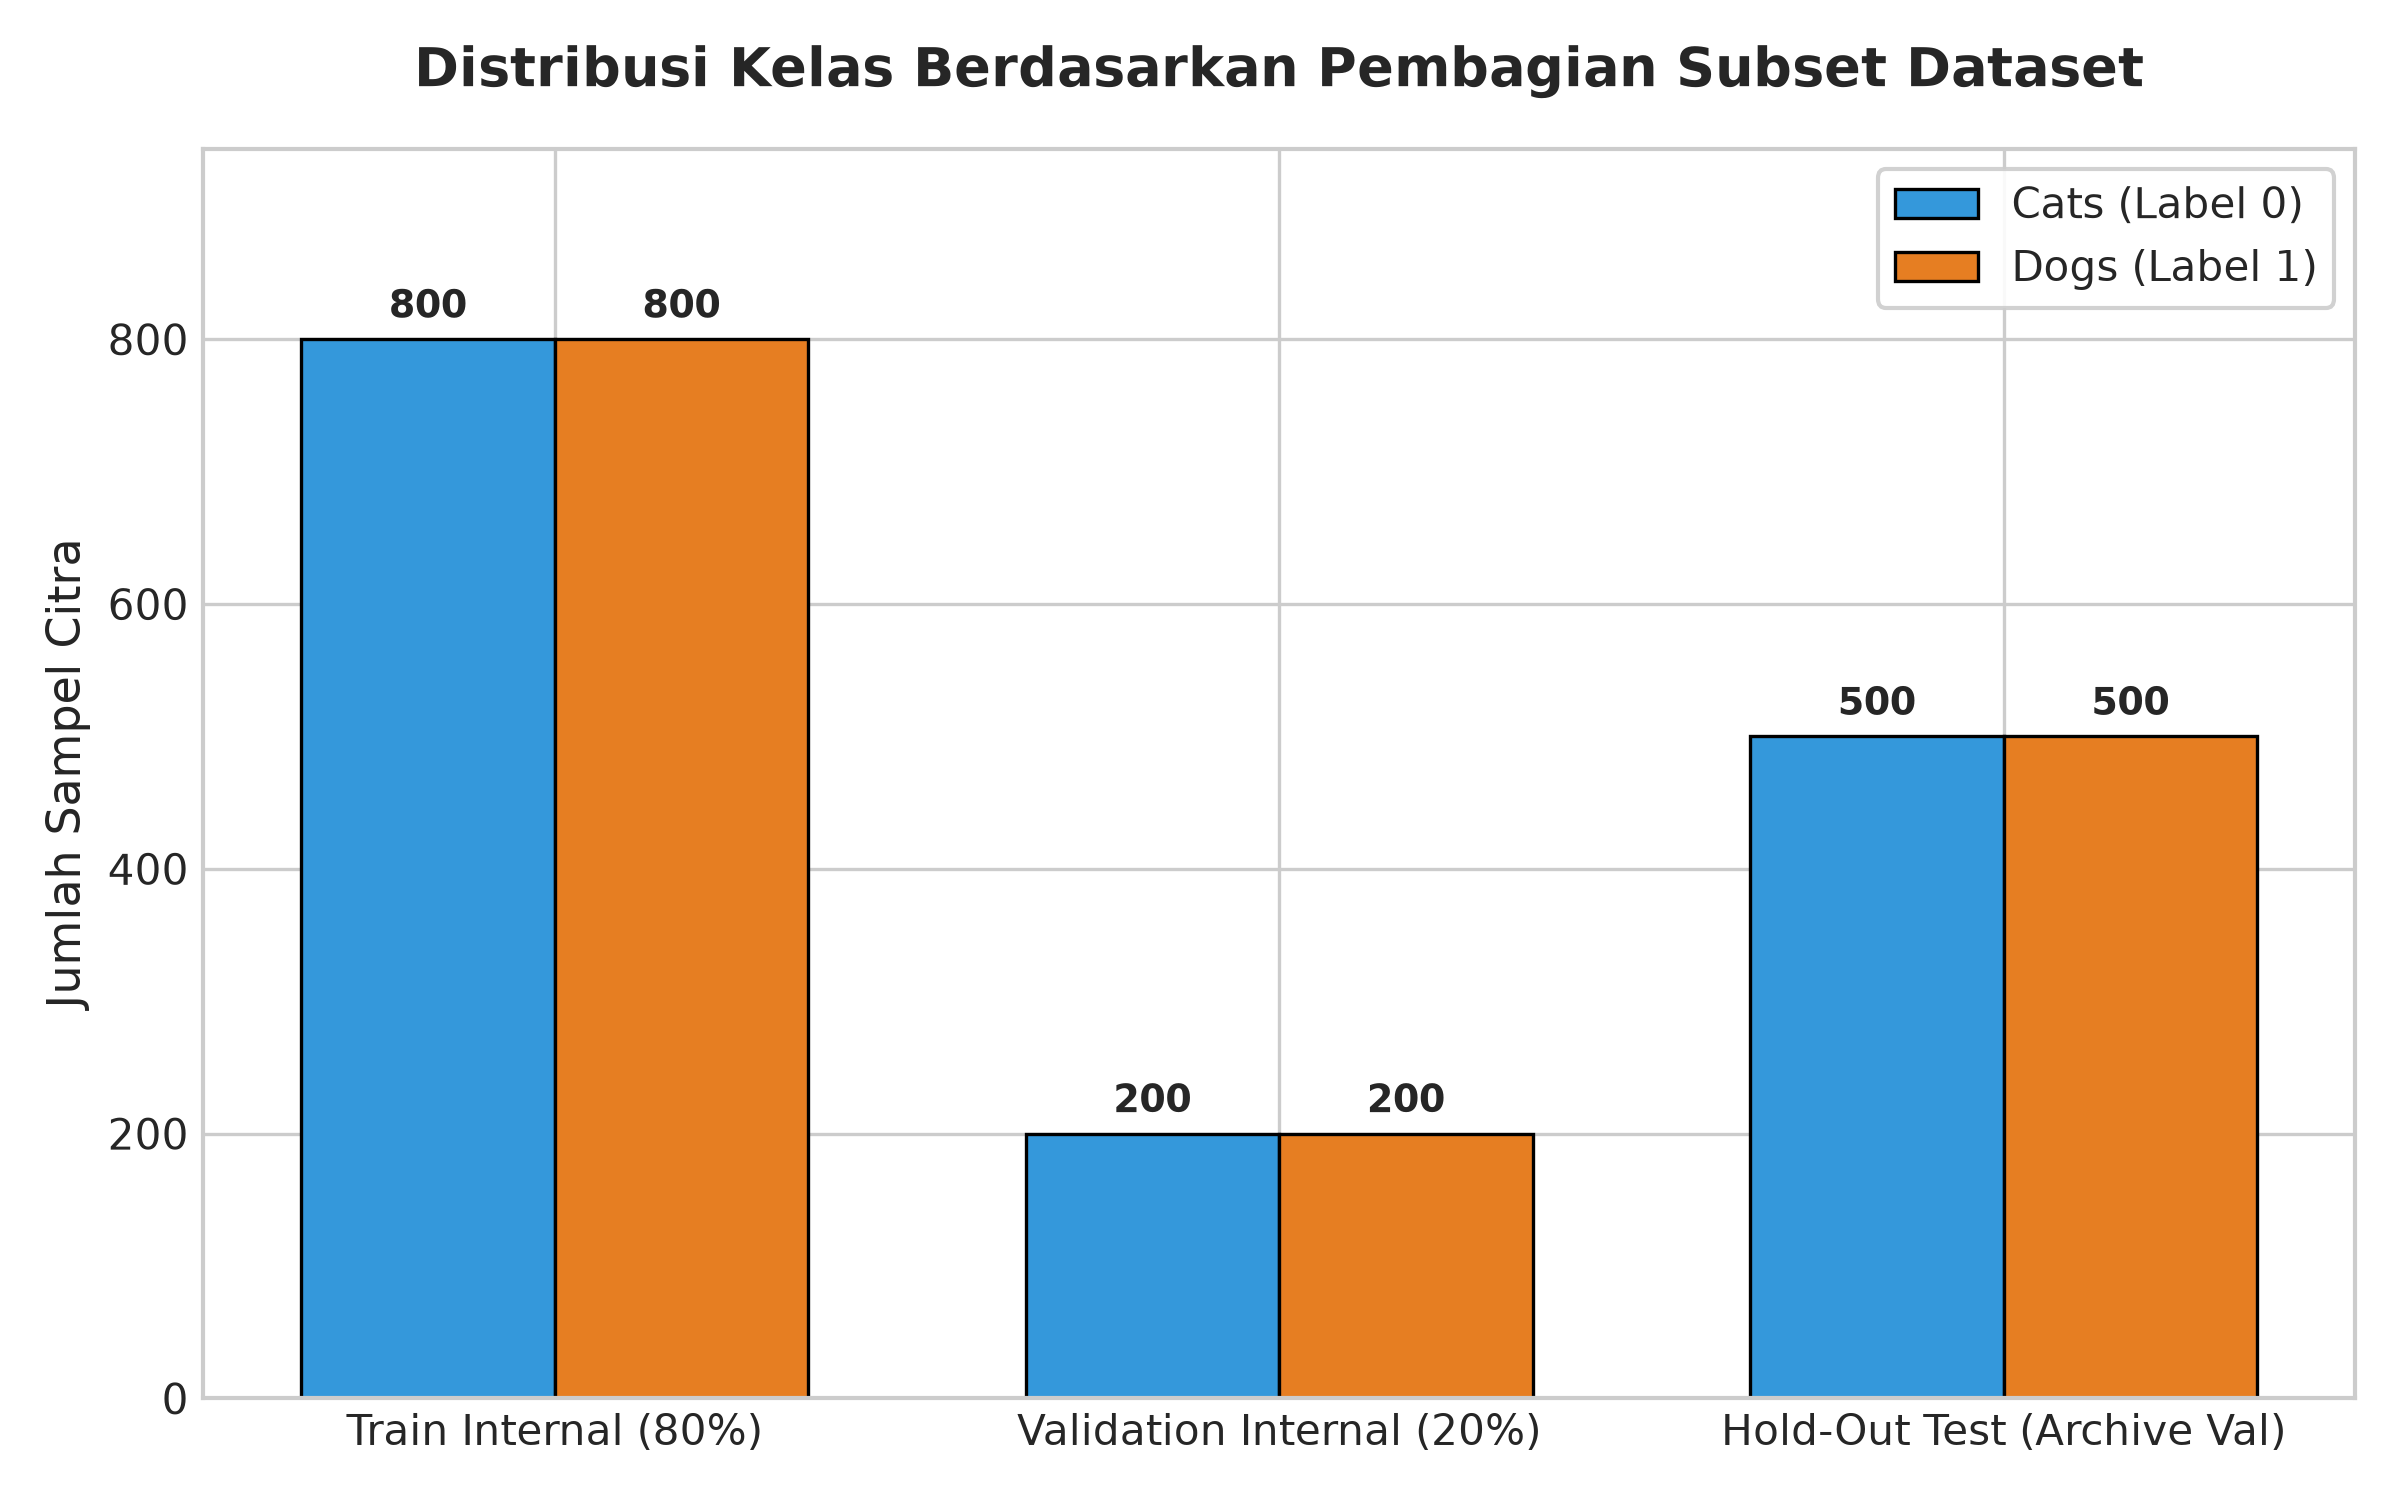 Distribusi Kelas Berdasarkan Pembagian Subset Dataset
Cats (Label 0)
Dogs (Label 1)
800 800
500 500
200 200
800
600
400
200
0
Jumlah Sampel Citra
Train Internal (80%)
Validation Internal (20%)
Hold-Out Test (Archive Val)